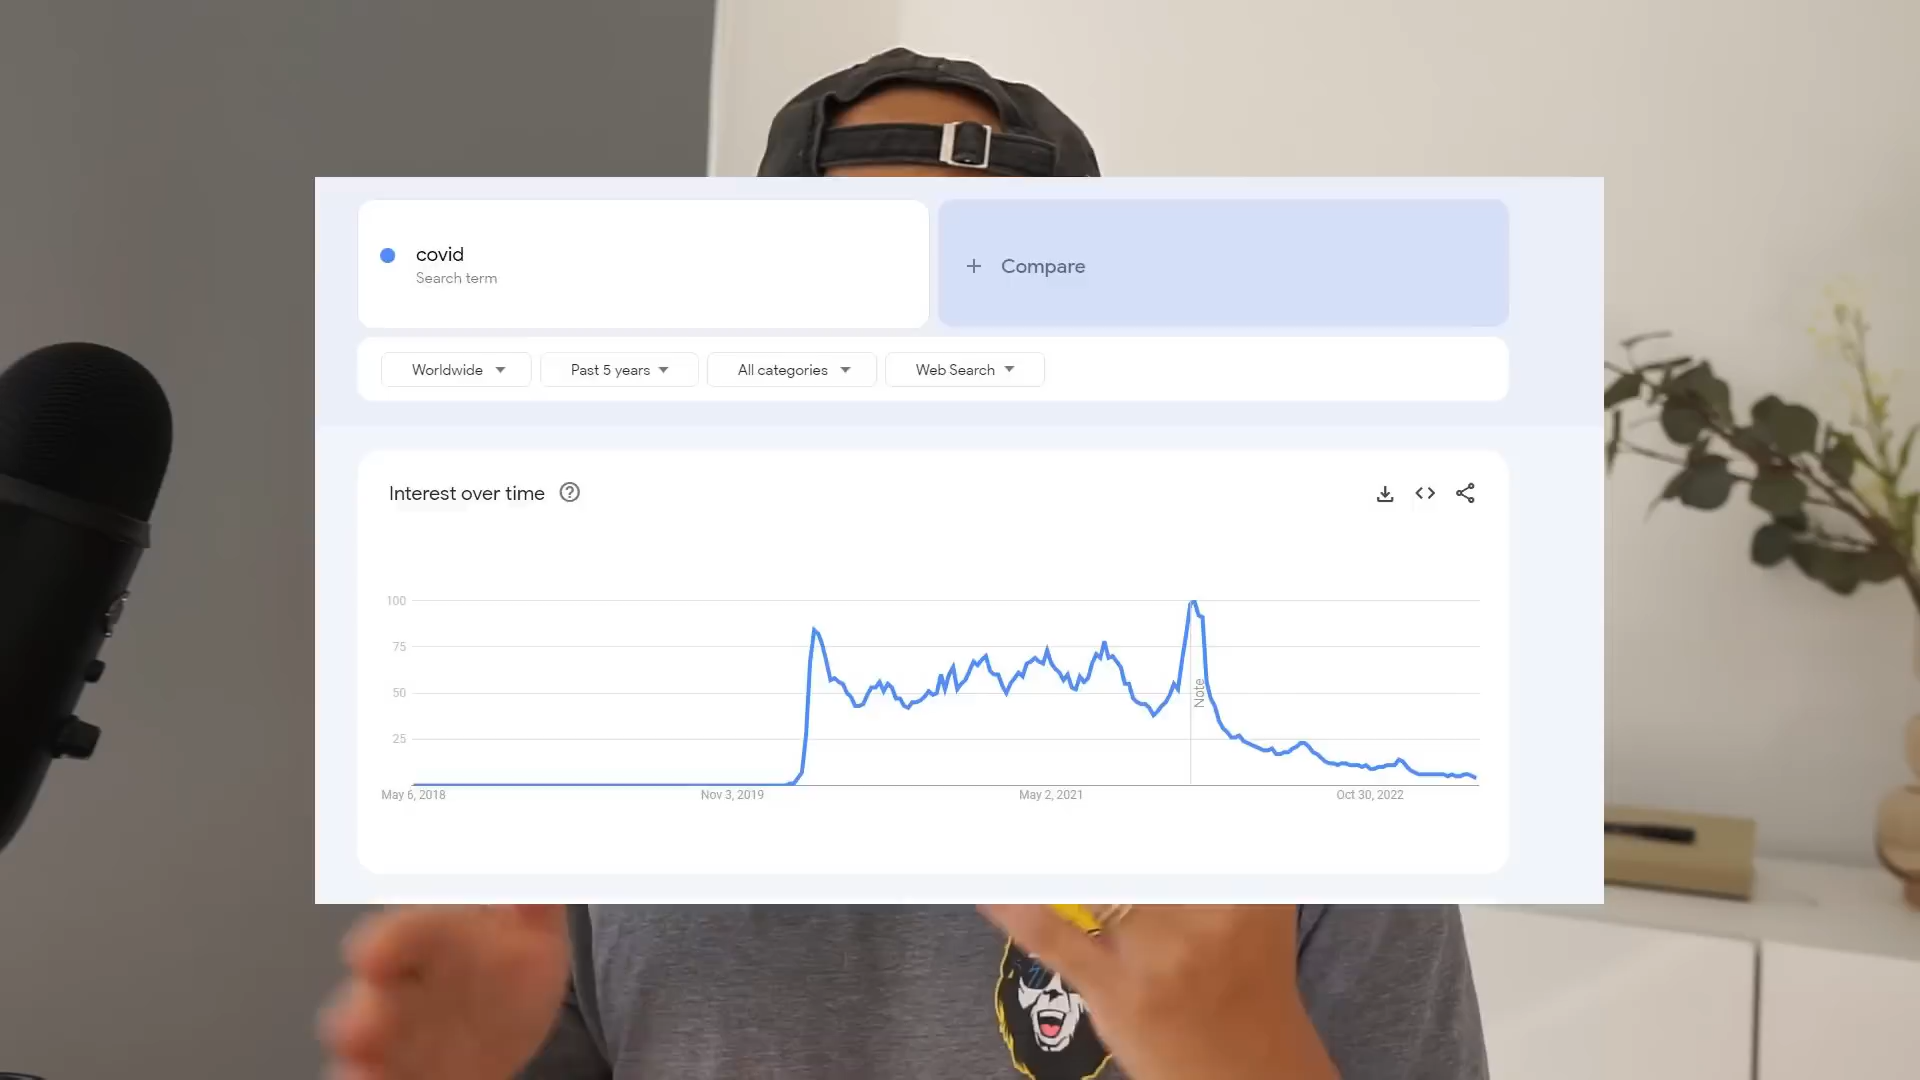 covid
Search term
+ Compare
Worldwide
Past 5 years
All categories
Web Search
Interest over time
100
75
50
25
Note
May 6, 2018
Nov 3, 2019
May 2, 2021
Oct 30, 2022